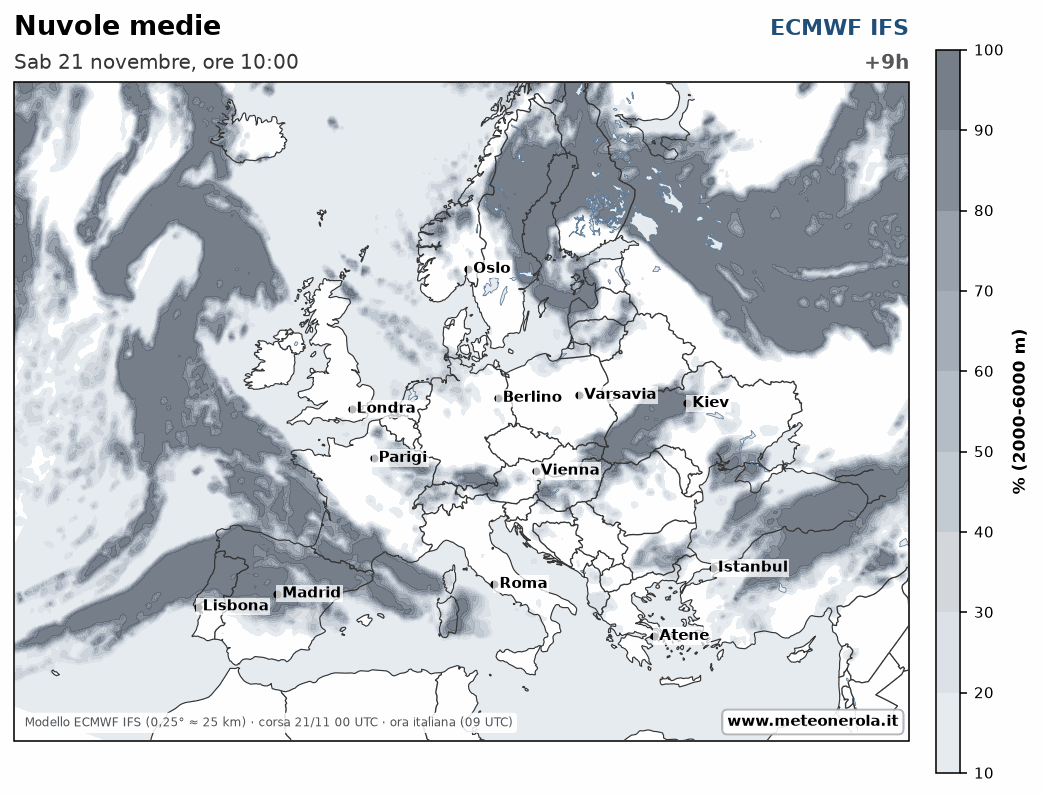 Nuvole medie
ECMWF IFS
Sab 21 novembre, ore 10:00
+9h
100
90
80
70
60
50
40
30
20
10
% (2000-6000 m)
Oslo
Berlino
Varsavia
Kiev
Londra
Parigi
Vienna
Istanbul
Roma
Madrid
Lisbona
Atene
Modello ECMWF IFS (0,25° ≈ 25 km) · corsa 21/11 00 UTC · ora italiana (09 UTC)
www.meteonerola.it